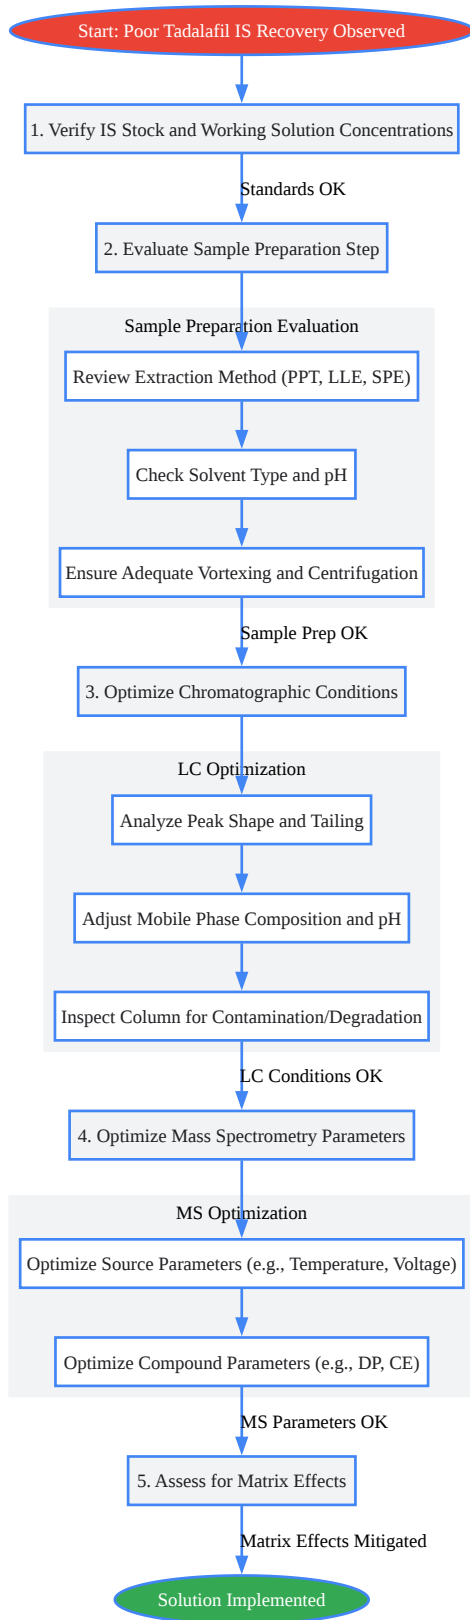 Start: Poor Tadalafil IS Recovery Observed
1. Verify IS Stock and Working Solution Concentrations
Standards OK
2. Evaluate Sample Preparation Step
Sample Preparation Evaluation
Review Extraction Method (PPT, LLE, SPE)
Check Solvent Type and pH
Ensure Adequate Vortexing and Centrifugation
Sample Prep OK
3. Optimize Chromatographic Conditions
LC Optimization
Analyze Peak Shape and Tailing
Adjust Mobile Phase Composition and pH
Inspect Column for Contamination/Degradation
LC Conditions OK
4. Optimize Mass Spectrometry Parameters
MS Optimization
Optimize Source Parameters (e.g., Temperature, Voltage)
Optimize Compound Parameters (e.g., DP, CE)
MS Parameters OK
5. Assess for Matrix Effects
Matrix Effects Mitigated
Solution Implemented